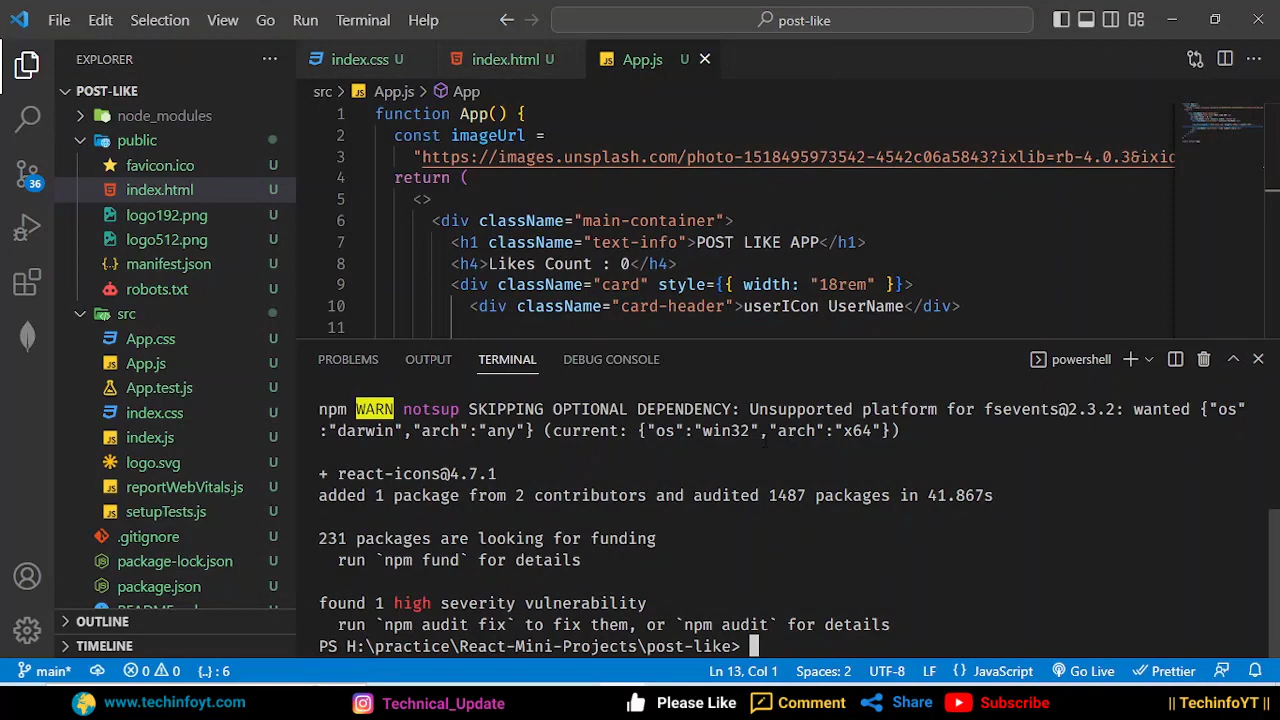 File Edit Selection View Go Run Terminal Help
post-like
EXPLORER
POST-LIKE
node_modules
public
favicon.ico U
index.html U
logo192.png U
logo512.png U
manifest.json U
robots.txt U
src
App.css U
App.js U
App.test.js U
index.css U
index.js U
logo.svg U
reportWebVitals.js U
setupTests.js U
.gitignore U
package-lock.json U
package.json U
OUTLINE
TIMELINE
36
index.css U index.html U App.js U
src > App.js > App
1 function App() {
2 const imageUrl =
3 "https://images.unsplash.com/photo-1518495973542-4542c06a5843?ixlib=rb-4.0.3&ixid
4 return (
5 <>
6 <div className="main-container">
7 <h1 className="text-info">POST LIKE APP</h1>
8 <h4>Likes Count : 0</h4>
9 <div className="card" style={{ width: "18rem" }}>
10 <div className="card-header">userICon UserName</div>
11
PROBLEMS OUTPUT TERMINAL DEBUG CONSOLE powershell
npm WARN notsup SKIPPING OPTIONAL DEPENDENCY: Unsupported platform for fsevents@2.3.2: wanted {"os"
:"darwin","arch":"any"} (current: {"os":"win32","arch":"x64"})
+ react-icons@4.7.1
added 1 package from 2 contributors and audited 1487 packages in 41.867s
231 packages are looking for funding
run `npm fund` for details
found 1 high severity vulnerability
run `npm audit fix` to fix them, or `npm audit` for details
PS H:\practice\React-Mini-Projects\post-like>
main* 0 0 {..} : 6 Ln 13, Col 1 Spaces: 2 UTF-8 LF {} JavaScript Go Live Prettier
www.techinfoyt.com Technical_Update Please Like Comment Share Subscribe || TechinfoYT ||